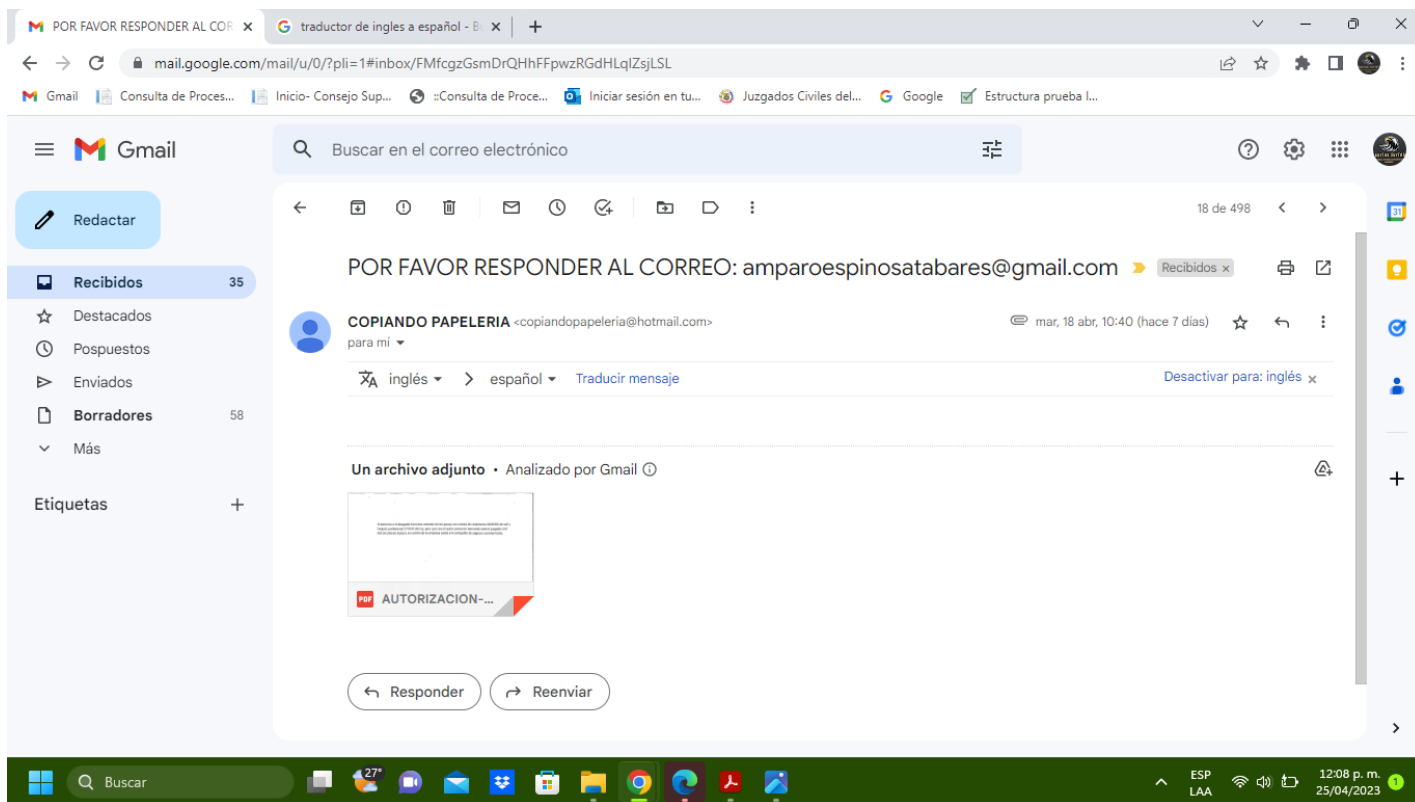 POR FAVOR RESPONDER AL COR
traductor de ingles a español - B
mail.google.com/mail/u/0/?pli=1#inbox/FMfcgzGsmDrQHhFFpwzRGdHLqlZsjLSL
Gmail
Consulta de Proces...
Inicio- Consejo Sup...
::Consulta de Proce...
Iniciar sesión en tu...
Juzgados Civiles del...
Google
Estructura prueba I...
Gmail
Buscar en el correo electrónico
Redactar
18 de 498
31
POR FAVOR RESPONDER AL CORREO: amparoespinosatabares@gmail.com
Recibidos x
Recibidos 35
Destacados
Pospuestos
Enviados
Borradores 58
Más
Etiquetas
COPIANDO PAPELERIA <copiandopapeleria@hotmail.com>
mar, 18 abr, 10:40 (hace 7 días)
para mí
inglés > español Traducir mensaje
Desactivar para: inglés x
Un archivo adjunto • Analizado por Gmail
PDF AUTORIZACION-...
Responder
Reenviar
Buscar
27°
ESP
LAA
12:08 p. m.
25/04/2023
1